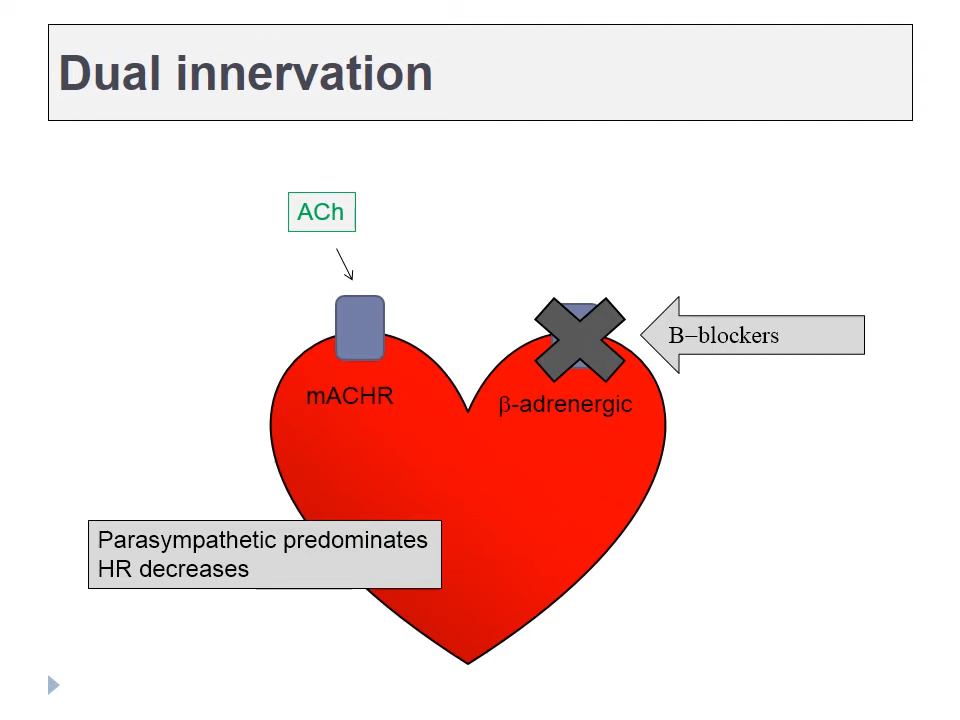 Dual innervation
ACh
B−blockers
mACHR
β-adrenergic
Parasympathetic predominates
HR decreases